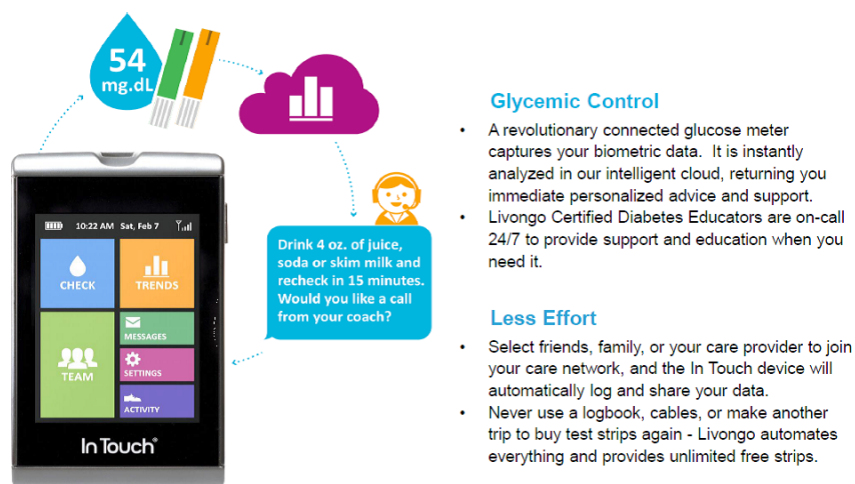 54
mg.dL
10:22 AM Sat, Feb 7
CHECK
TRENDS
TEAM
MESSAGES
SETTINGS
ACTIVITY
In Touch®
Drink 4 oz. of juice,
soda or skim milk and
recheck in 15 minutes.
Would you like a call
from your coach?
Glycemic Control
• A revolutionary connected glucose meter
captures your biometric data.  It is instantly
analyzed in our intelligent cloud, returning you
immediate personalized advice and support.
• Livongo Certified Diabetes Educators are on-call
24/7 to provide support and education when you
need it.
Less Effort
• Select friends, family, or your care provider to join
your care network, and the In Touch device will
automatically log and share your data.
• Never use a logbook, cables, or make another
trip to buy test strips again - Livongo automates
everything and provides unlimited free strips.